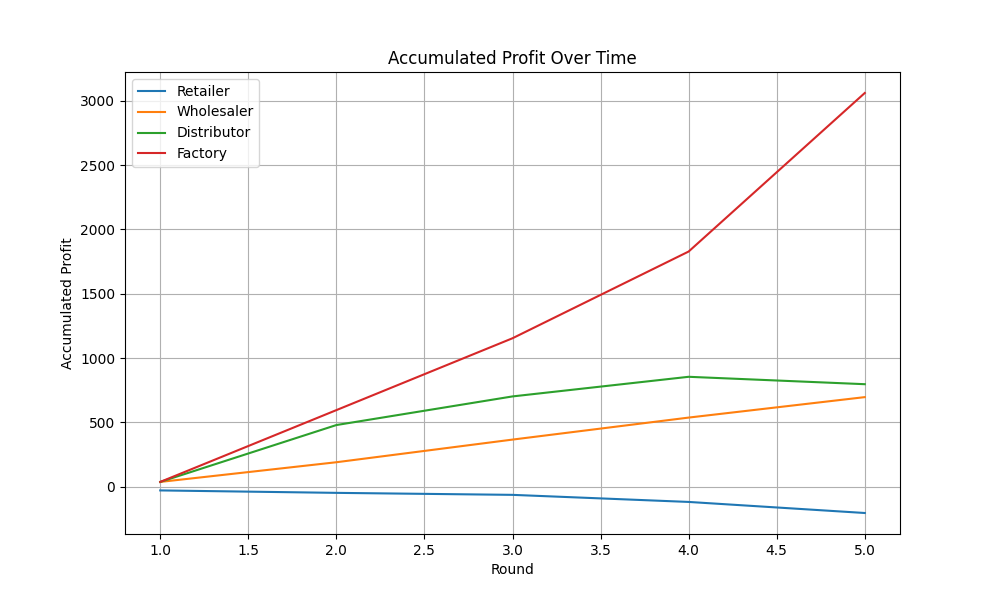 Accumulated Profit Over Time
Retailer
Wholesaler
Distributor
Factory
3000
2500
2000
1500
1000
500
0
Accumulated Profit
1.0 1.5 2.0 2.5 3.0 3.5 4.0 4.5 5.0
Round